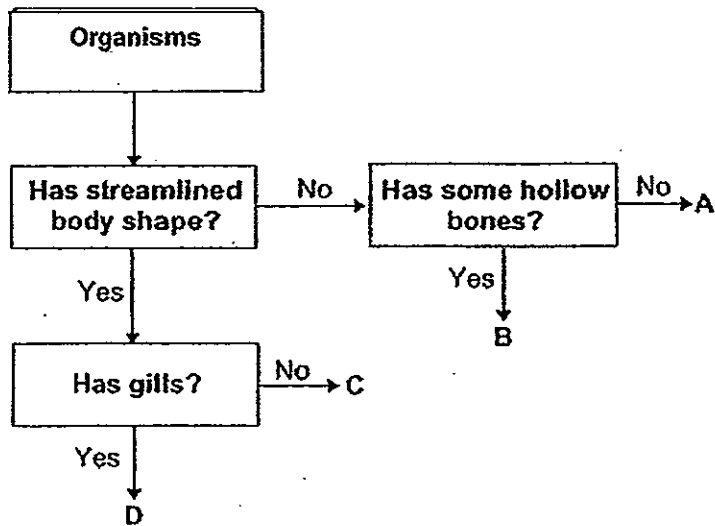 Organisms
Has streamlined
body shape?
No
Has some hollow
bones?
No
A
Yes
Yes
B
Has gills?
No
C
Yes
D